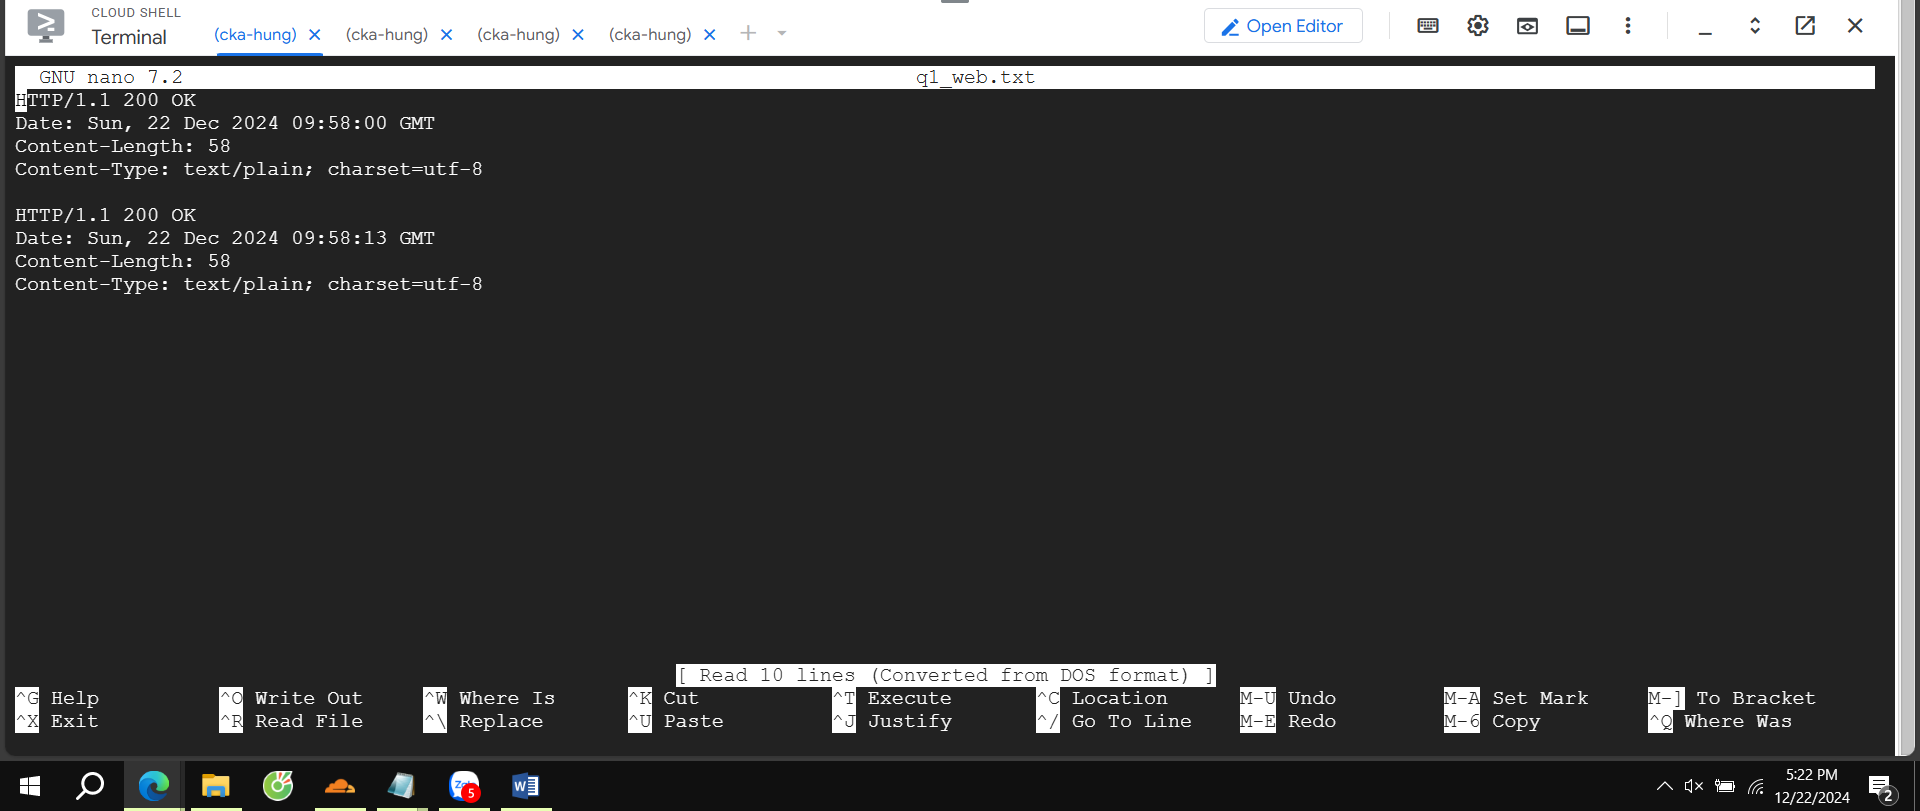 CLOUD SHELL
Terminal
(cka-hung) (cka-hung) (cka-hung) (cka-hung)
Open Editor
GNU nano 7.2 q1_web.txt
HTTP/1.1 200 OK
Date: Sun, 22 Dec 2024 09:58:00 GMT
Content-Length: 58
Content-Type: text/plain; charset=utf-8
HTTP/1.1 200 OK
Date: Sun, 22 Dec 2024 09:58:13 GMT
Content-Length: 58
Content-Type: text/plain; charset=utf-8
[ Read 10 lines (Converted from DOS format) ]
^G Help ^O Write Out ^W Where Is ^K Cut ^T Execute ^C Location M-U Undo M-A Set Mark M-] To Bracket
^X Exit ^R Read File ^\ Replace ^U Paste ^J Justify ^/ Go To Line M-E Redo M-6 Copy ^Q Where Was
5
5:22 PM
12/22/2024
2